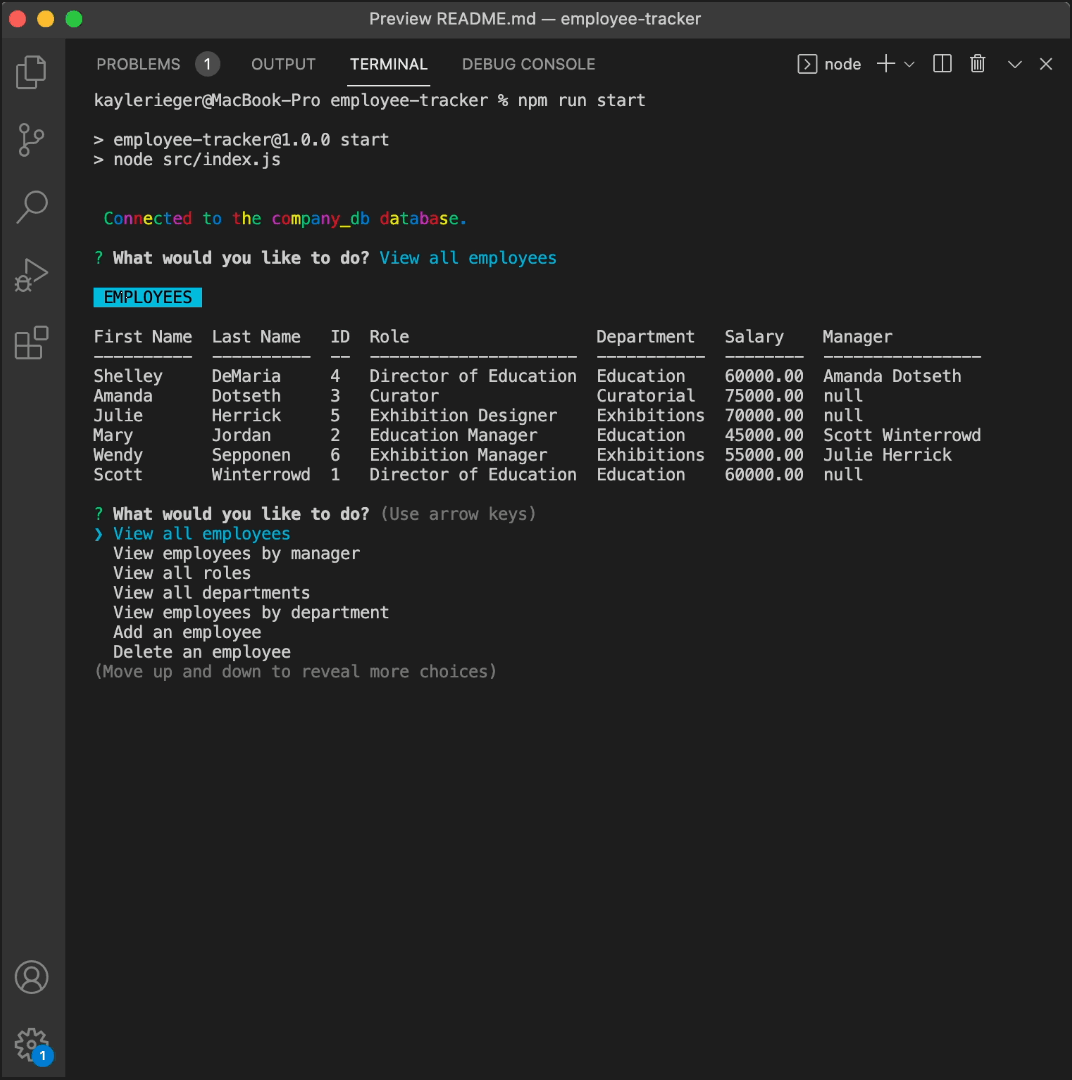 Preview README.md — employee-tracker
PROBLEMS 1 OUTPUT TERMINAL DEBUG CONSOLE node
kaylerieger@MacBook-Pro employee-tracker % npm run start
> employee-tracker@1.0.0 start
> node src/index.js
Connected to the company_db database.
? What would you like to do? View all employees
EMPLOYEES
First Name  Last Name   ID  Role                   Department   Salary    Manager
----------  ----------  --  ---------------------  -----------  --------  ----------------
Shelley     DeMaria     4   Director of Education  Education    60000.00  Amanda Dotseth
Amanda      Dotseth     3   Curator                Curatorial   75000.00  null
Julie       Herrick     5   Exhibition Designer    Exhibitions  70000.00  null
Mary        Jordan      2   Education Manager      Education    45000.00  Scott Winterrowd
Wendy       Sepponen    6   Exhibition Manager     Exhibitions  55000.00  Julie Herrick
Scott       Winterrowd  1   Director of Education  Education    60000.00  null
? What would you like to do? (Use arrow keys)
❯ View all employees
View employees by manager
View all roles
View all departments
View employees by department
Add an employee
Delete an employee
(Move up and down to reveal more choices)
1